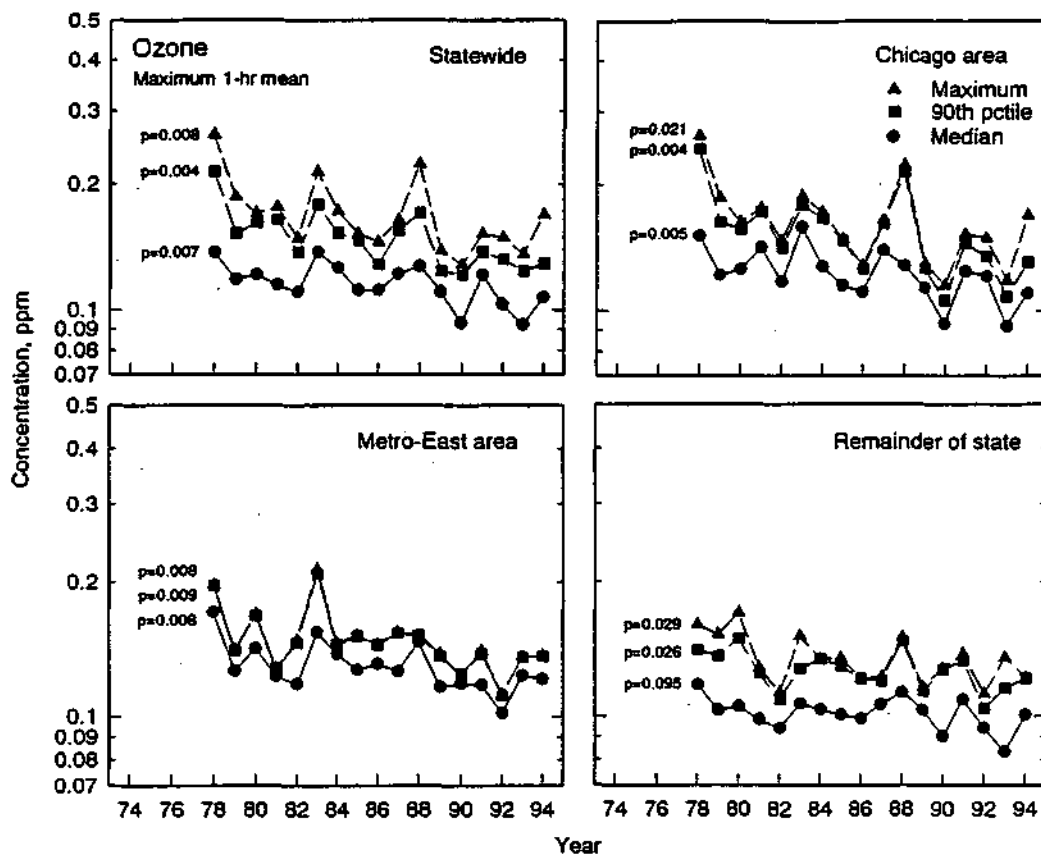 Ozone
Maximum 1-hr mean
Statewide
p=0.008
p=0.004
p=0.007
0.5
0.4
0.3
0.2
0.1
0.09
0.08
0.07
Chicago area
Maximum
90th pctile
Median
p=0.021
p=0.004
p=0.005
Concentration, ppm
Metro-East area
p=0.008
p=0.009
p=0.008
0.5
0.4
0.3
0.2
0.1
0.09
0.08
0.07
74 76 78 80 82 84 86 88 90 92 94
Remainder of state
p=0.029
p=0.026
p=0.095
74 76 78 80 82 84 86 88 90 92 94
Year